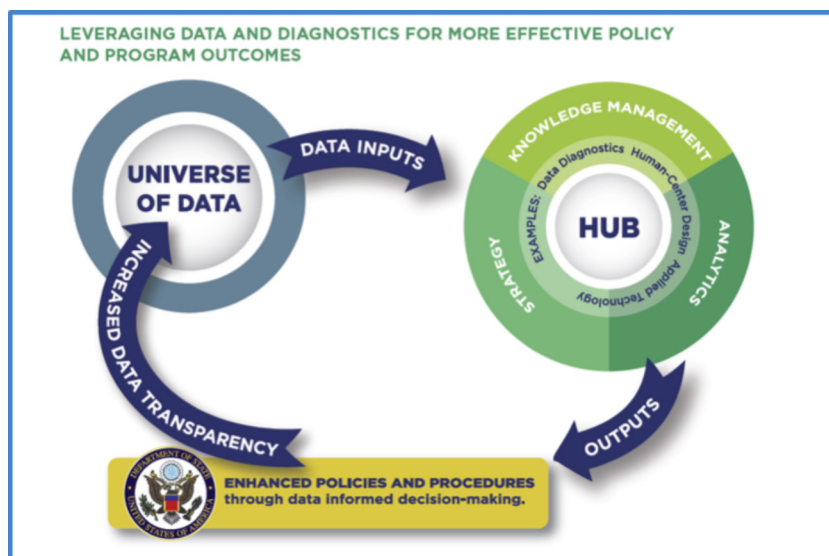 LEVERAGING DATA AND DIAGNOSTICS FOR MORE EFFECTIVE POLICY
AND PROGRAM OUTCOMES
UNIVERSE
OF DATA
DATA INPUTS
KNOWLEDGE MANAGEMENT
ANALYTICS
STRATEGY
EXAMPLES: Data Diagnostics Human-Center Design Applied Technology
HUB
OUTPUTS
INCREASED DATA TRANSPARENCY
DEPARTMENT OF STATE
UNITED STATES OF AMERICA
ENHANCED POLICIES AND PROCEDURES
through data informed decision-making.